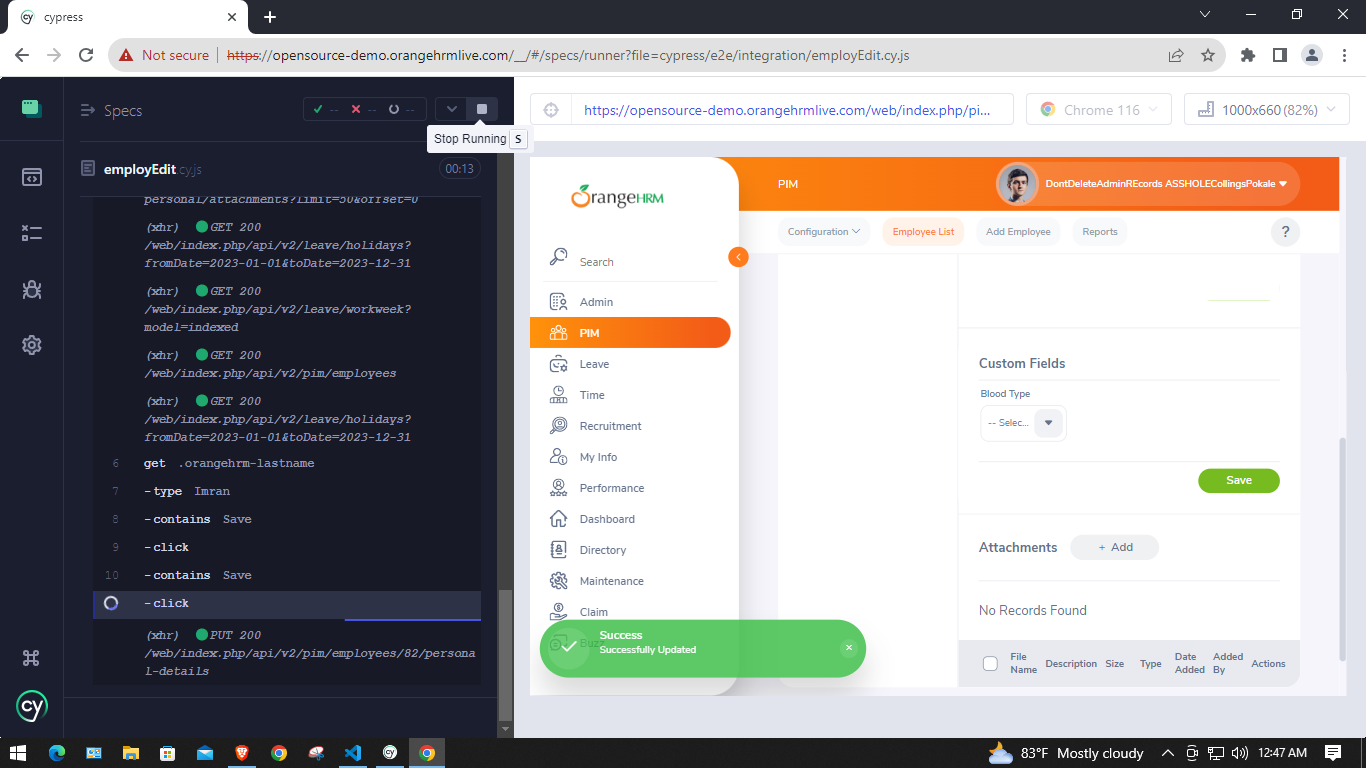 cypress
Not secure
https://opensource-demo.orangehrmlive.com/__/#/specs/runner?file=cypress/e2e/integration/employEdit.cy.js
Specs
--
--
--
Stop Running S
employEdit.cy.js
00:13
personal/attachments?limit=50&offset=0
(xhr) GET 200
/web/index.php/api/v2/leave/holidays?
fromDate=2023-01-01&toDate=2023-12-31
(xhr) GET 200
/web/index.php/api/v2/leave/workweek?
model=indexed
(xhr) GET 200
/web/index.php/api/v2/pim/employees
(xhr) GET 200
/web/index.php/api/v2/leave/holidays?
fromDate=2023-01-01&toDate=2023-12-31
6 get .orangehrm-lastname
7 -type Imran
8 -contains Save
9 -click
10 -contains Save
-click
(xhr) PUT 200
/web/index.php/api/v2/pim/employees/82/persona
l-details
cy
https://opensource-demo.orangehrmlive.com/web/index.php/pi...
Chrome 116
1000x660 (82%)
OrangeHRM
Search
Admin
PIM
Leave
Time
Recruitment
My Info
Performance
Dashboard
Directory
Maintenance
Claim
Buzz
Success
Successfully Updated
PIM
DontDeleteAdminREcords ASSHOLECollingsPokale
Configuration
Employee List
Add Employee
Reports
?
Custom Fields
Blood Type
-- Selec...
Save
Attachments
+ Add
No Records Found
File Name
Description
Size
Type
Date Added
Added By
Actions
83°F Mostly cloudy
12:47 AM